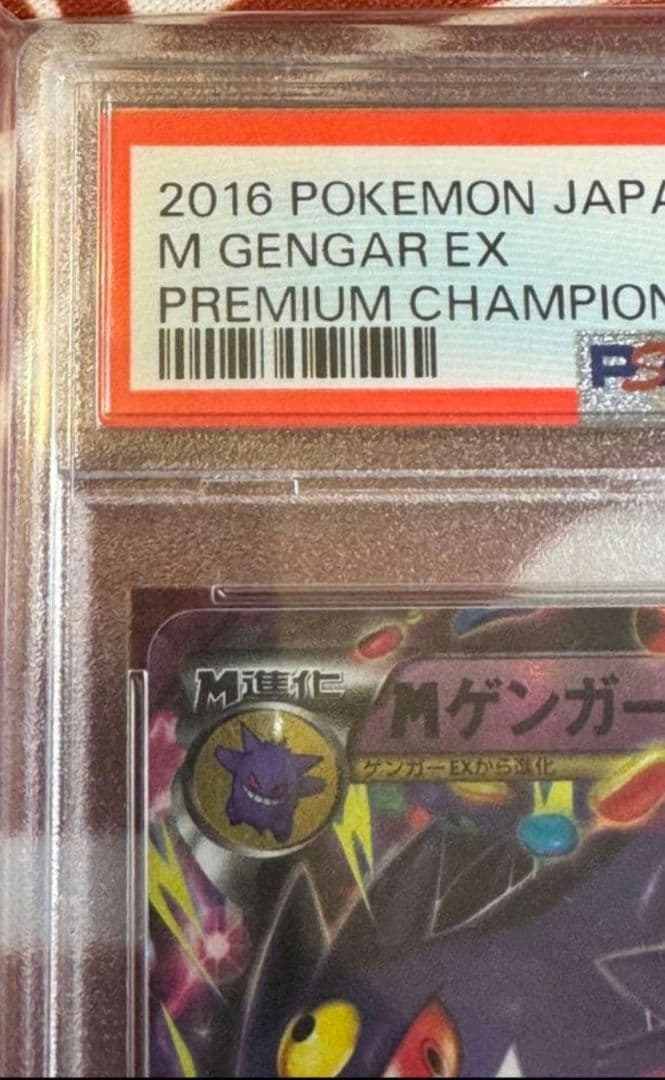 2016 POKEMON JAPA
M GENGAR EX
PREMIUM CHAMPION
PS
M進化
Mゲンガー
ゲンガーEXから進化